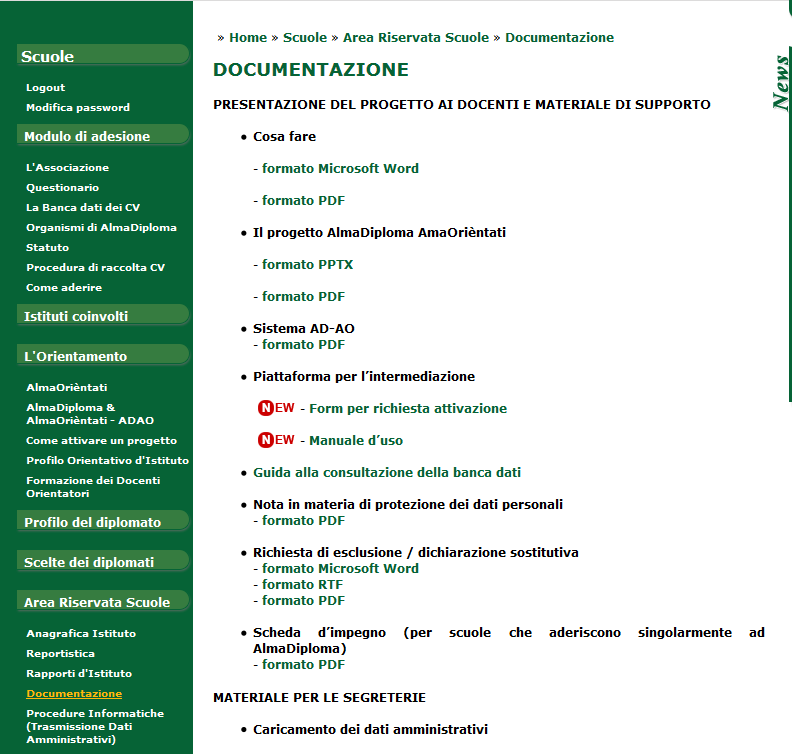 Scuole
Logout
Modifica password
Modulo di adesione
L'Associazione
Questionario
La Banca dati dei CV
Organismi di AlmaDiploma
Statuto
Procedura di raccolta CV
Come aderire
Istituti coinvolti
L'Orientamento
AlmaOrièntati
AlmaDiploma &
AlmaOrièntati - ADAO
Come attivare un progetto
Profilo Orientativo d'Istituto
Formazione dei Docenti
Orientatori
Profilo del diplomato
Scelte dei diplomati
Area Riservata Scuole
Anagrafica Istituto
Reportistica
Rapporti d'Istituto
Documentazione
Procedure Informatiche
(Trasmissione Dati
Amministrativi)
» Home » Scuole » Area Riservata Scuole » Documentazione
DOCUMENTAZIONE
PRESENTAZIONE DEL PROGETTO AI DOCENTI E MATERIALE DI SUPPORTO
• Cosa fare
- formato Microsoft Word
- formato PDF
• Il progetto AlmaDiploma AmaOrièntati
- formato PPTX
- formato PDF
• Sistema AD-AO
- formato PDF
• Piattaforma per l’intermediazione
NEW - Form per richiesta attivazione
NEW - Manuale d’uso
• Guida alla consultazione della banca dati
• Nota in materia di protezione dei dati personali
- formato PDF
• Richiesta di esclusione / dichiarazione sostitutiva
- formato Microsoft Word
- formato RTF
- formato PDF
• Scheda d’impegno (per scuole che aderiscono singolarmente ad
AlmaDiploma)
- formato PDF
MATERIALE PER LE SEGRETERIE
• Caricamento dei dati amministrativi
News